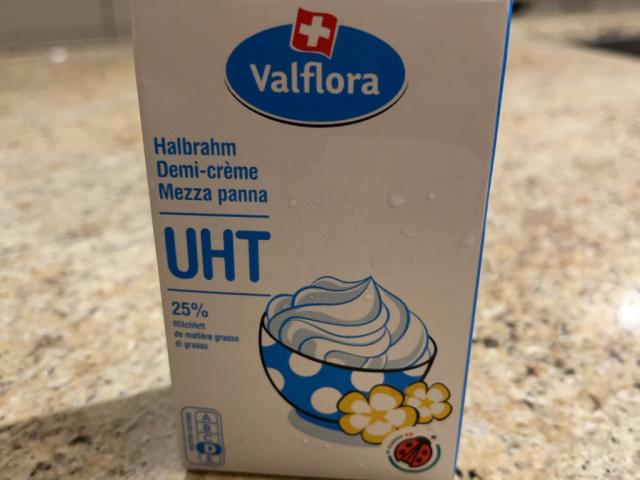 Valflora
Halbrahm
Demi-crème
Mezza panna
UHT
25%
Milchfett
de matière grasse
di grasso
A
B
C
D